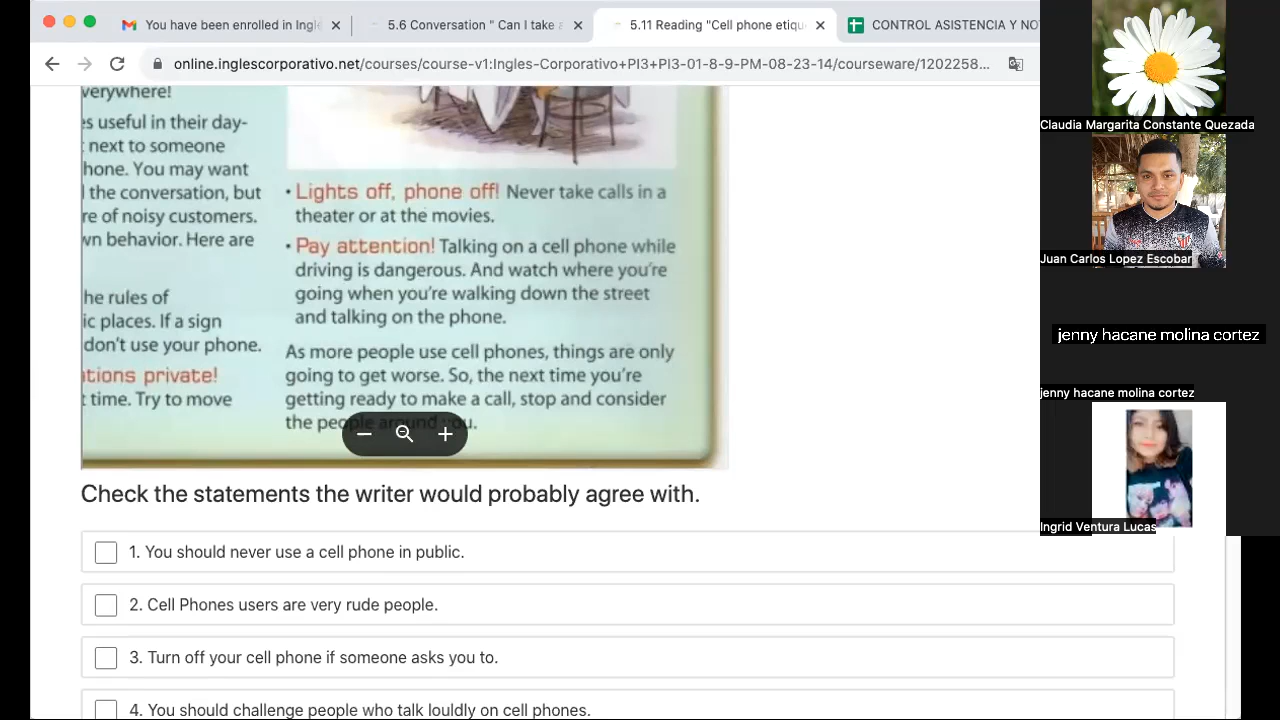 You have been enrolled in Ingl
5.6 Conversation " Can I take a
5.11 Reading "Cell phone etiqu
CONTROL ASISTENCIA Y NO
online.inglescorporativo.net/courses/course-v1:Ingles-Corporativo+PI3+PI3-01-8-9-PM-08-23-14/courseware/1202258...
verywhere!
es useful in their day-
next to someone
hone. You may want
the conversation, but
re of noisy customers.
wn behavior. Here are
he rules of
ic places. If a sign
don't use your phone.
tions private!
time. Try to move
• Lights off, phone off! Never take calls in a
theater or at the movies.
• Pay attention! Talking on a cell phone while
driving is dangerous. And watch where you're
going when you're walking down the street
and talking on the phone.
As more people use cell phones, things are only
going to get worse. So, the next time you're
getting ready to make a call, stop and consider
the people around you.
Check the statements the writer would probably agree with.
1. You should never use a cell phone in public.
2. Cell Phones users are very rude people.
3. Turn off your cell phone if someone asks you to.
4. You should challenge people who talk louldly on cell phones.
Claudia Margarita Constante Quezada
Juan Carlos Lopez Escobar
jenny hacane molina cortez
jenny hacane molina cortez
Ingrid Ventura Lucas